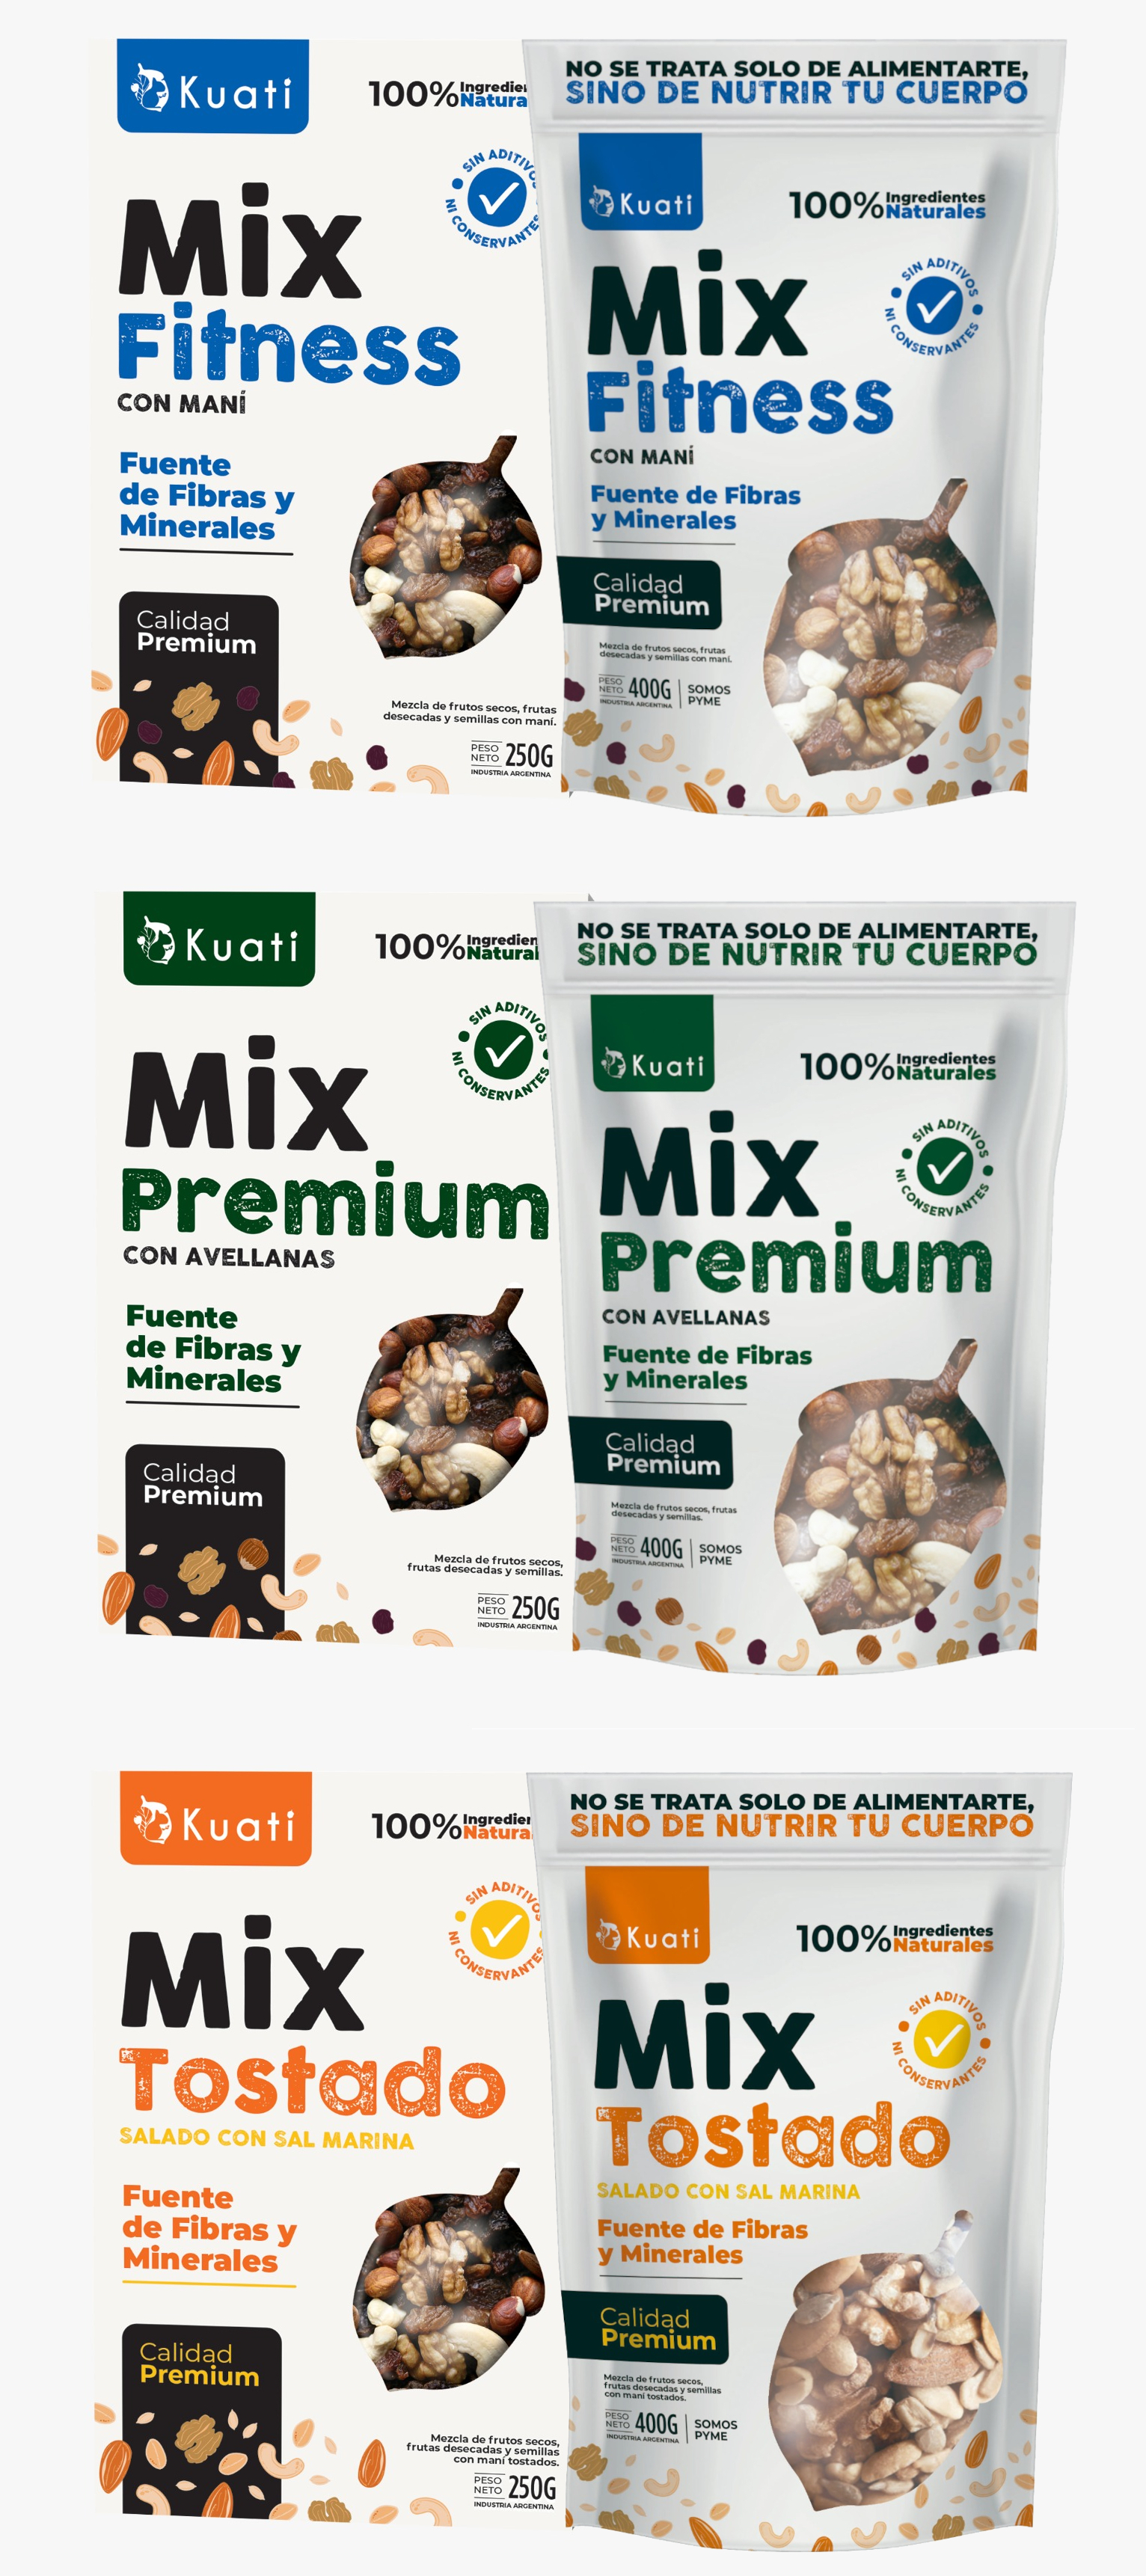 Kuati
100% Ingredien
Natura
SIN ADITIVOS
NI CONSERVANTES
Mix
Fitness
CON MANÍ
Fuente
de Fibras y
Minerales
Calidad
Premium
Mezcla de frutos secos, frutas
desecadas y semillas con maní.
PESO
NETO 250G
INDUSTRIA ARGENTINA
NO SE TRATA SOLO DE ALIMENTARTE,
SINO DE NUTRIR TU CUERPO
Kuati
100% Ingredientes
Naturales
SIN ADITIVOS
NI CONSERVANTES
Mix
Fitness
CON MANÍ
Fuente de Fibras
y Minerales
Calidad
Premium
Mezcla de frutos secos, frutas
desecadas y semillas con maní.
PESO
NETO 400G SOMOS
PYME
INDUSTRIA ARGENTINA
Kuati
100% Ingredien
Natural
SIN ADITIVOS
NI CONSERVANTES
Mix
Premium
CON AVELLANAS
Fuente
de Fibras y
Minerales
Calidad
Premium
Mezcla de frutos secos,
frutas desecadas y semillas.
PESO
NETO 250G
INDUSTRIA ARGENTINA
NO SE TRATA SOLO DE ALIMENTARTE,
SINO DE NUTRIR TU CUERPO
Kuati
100% Ingredientes
Naturales
SIN ADITIVOS
NI CONSERVANTES
Mix
Premium
CON AVELLANAS
Fuente de Fibras
y Minerales
Calidad
Premium
Mezcla de frutos secos, frutas
desecadas y semillas.
PESO
NETO 400G SOMOS
PYME
INDUSTRIA ARGENTINA
Kuati
100% Ingredien
Natura
SIN ADITIVOS
NI CONSERVANTES
Mix
Tostado
SALADO CON SAL MARINA
Fuente
de Fibras y
Minerales
Calidad
Premium
Mezcla de frutos secos,
frutas desecadas y semillas
con maní tostados.
PESO
NETO 250G
INDUSTRIA ARGENTINA
NO SE TRATA SOLO DE ALIMENTARTE,
SINO DE NUTRIR TU CUERPO
Kuati
100% Ingredientes
Naturales
SIN ADITIVOS
NI CONSERVANTES
Mix
Tostado
SALADO CON SAL MARINA
Fuente de Fibras
y Minerales
Calidad
Premium
Mezcla de frutos secos,
frutas desecadas y semillas
con maní tostados.
PESO
NETO 400G SOMOS
PYME
INDUSTRIA ARGENTINA